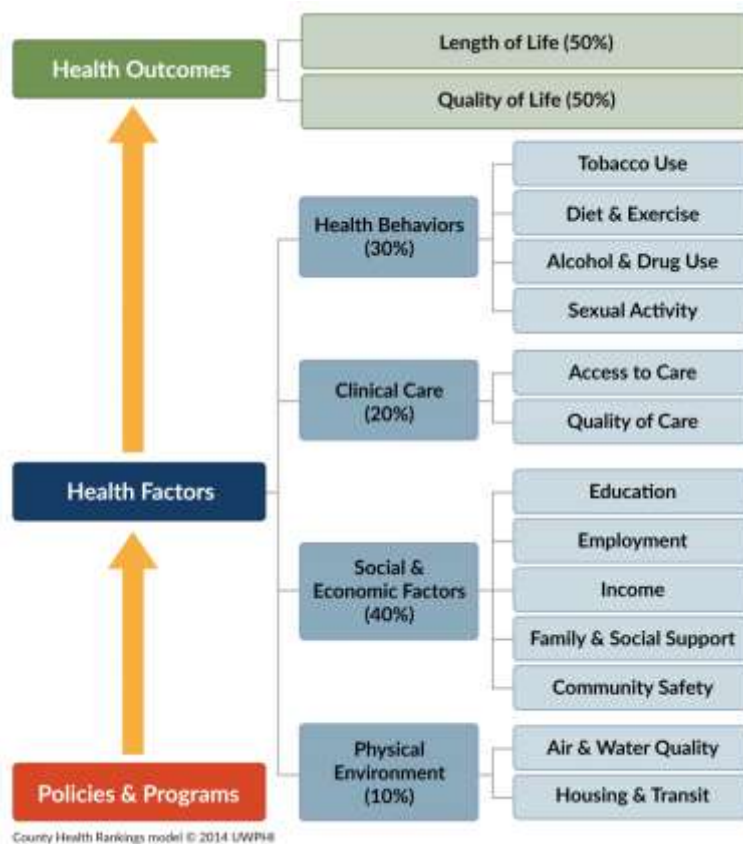 Health Outcomes
Length of Life (50%)
Quality of Life (50%)
Health Factors
Health Behaviors
(30%)
Tobacco Use
Diet & Exercise
Alcohol & Drug Use
Sexual Activity
Clinical Care
(20%)
Access to Care
Quality of Care
Social &
Economic Factors
(40%)
Education
Employment
Income
Family & Social Support
Community Safety
Physical
Environment
(10%)
Air & Water Quality
Housing & Transit
Policies & Programs
County Health Rankings model © 2014 UWPHI